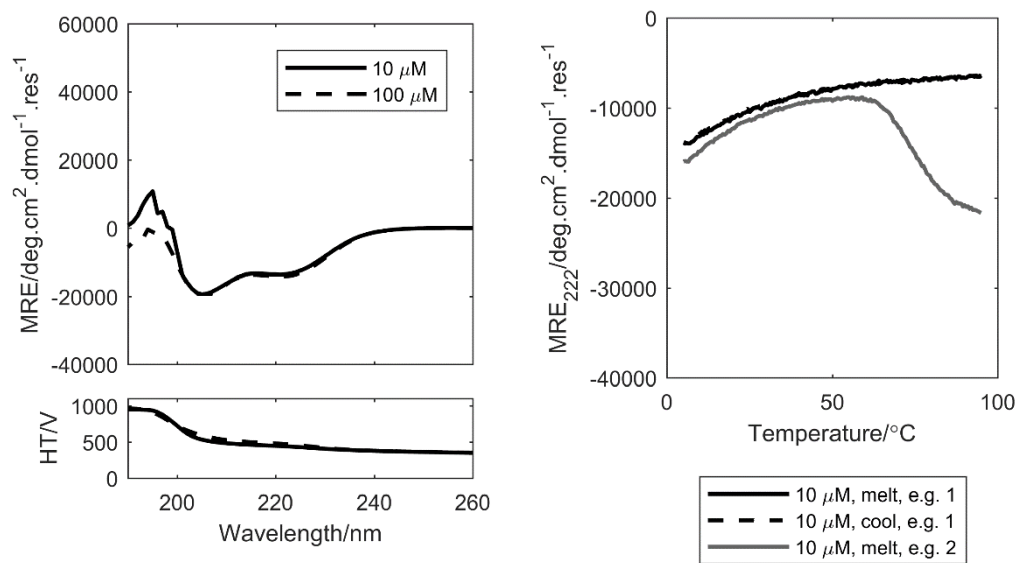 60000
40000
20000
0
-20000
-40000
MRE/deg.cm².dmol⁻¹.res⁻¹
10 μM
100 μM
1000
500
0
HT/V
200
220
240
260
Wavelength/nm
0
-10000
-20000
-30000
-40000
MRE₂₂₂/deg.cm².dmol⁻¹.res⁻¹
0
50
100
Temperature/°C
10 μM, melt, e.g. 1
10 μM, cool, e.g. 1
10 μM, melt, e.g. 2